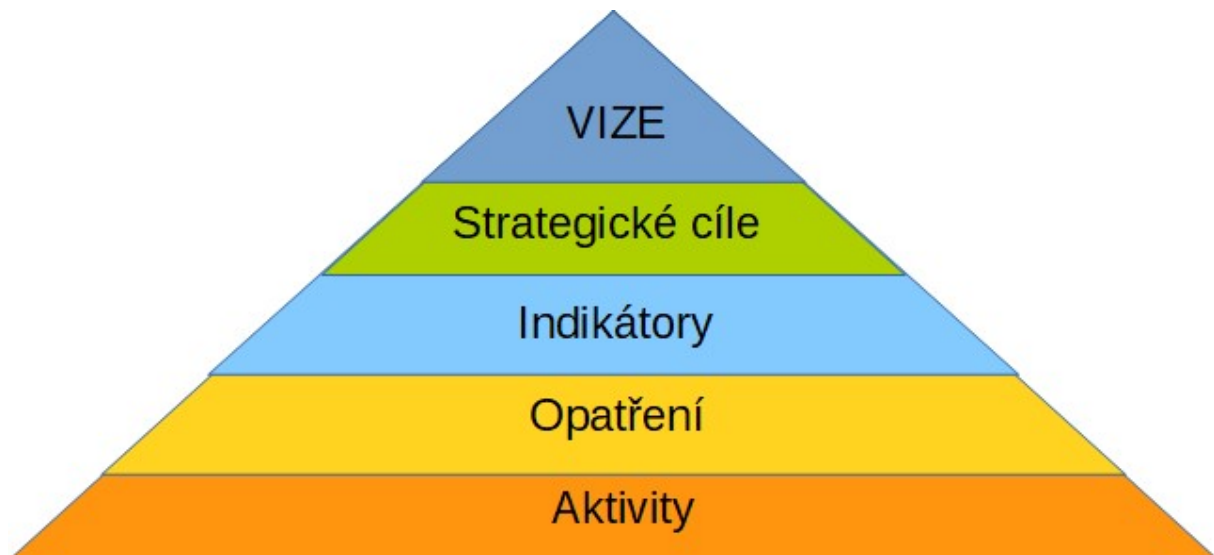 VIZE
Strategické cíle
Indikátory
Opatření
Aktivity